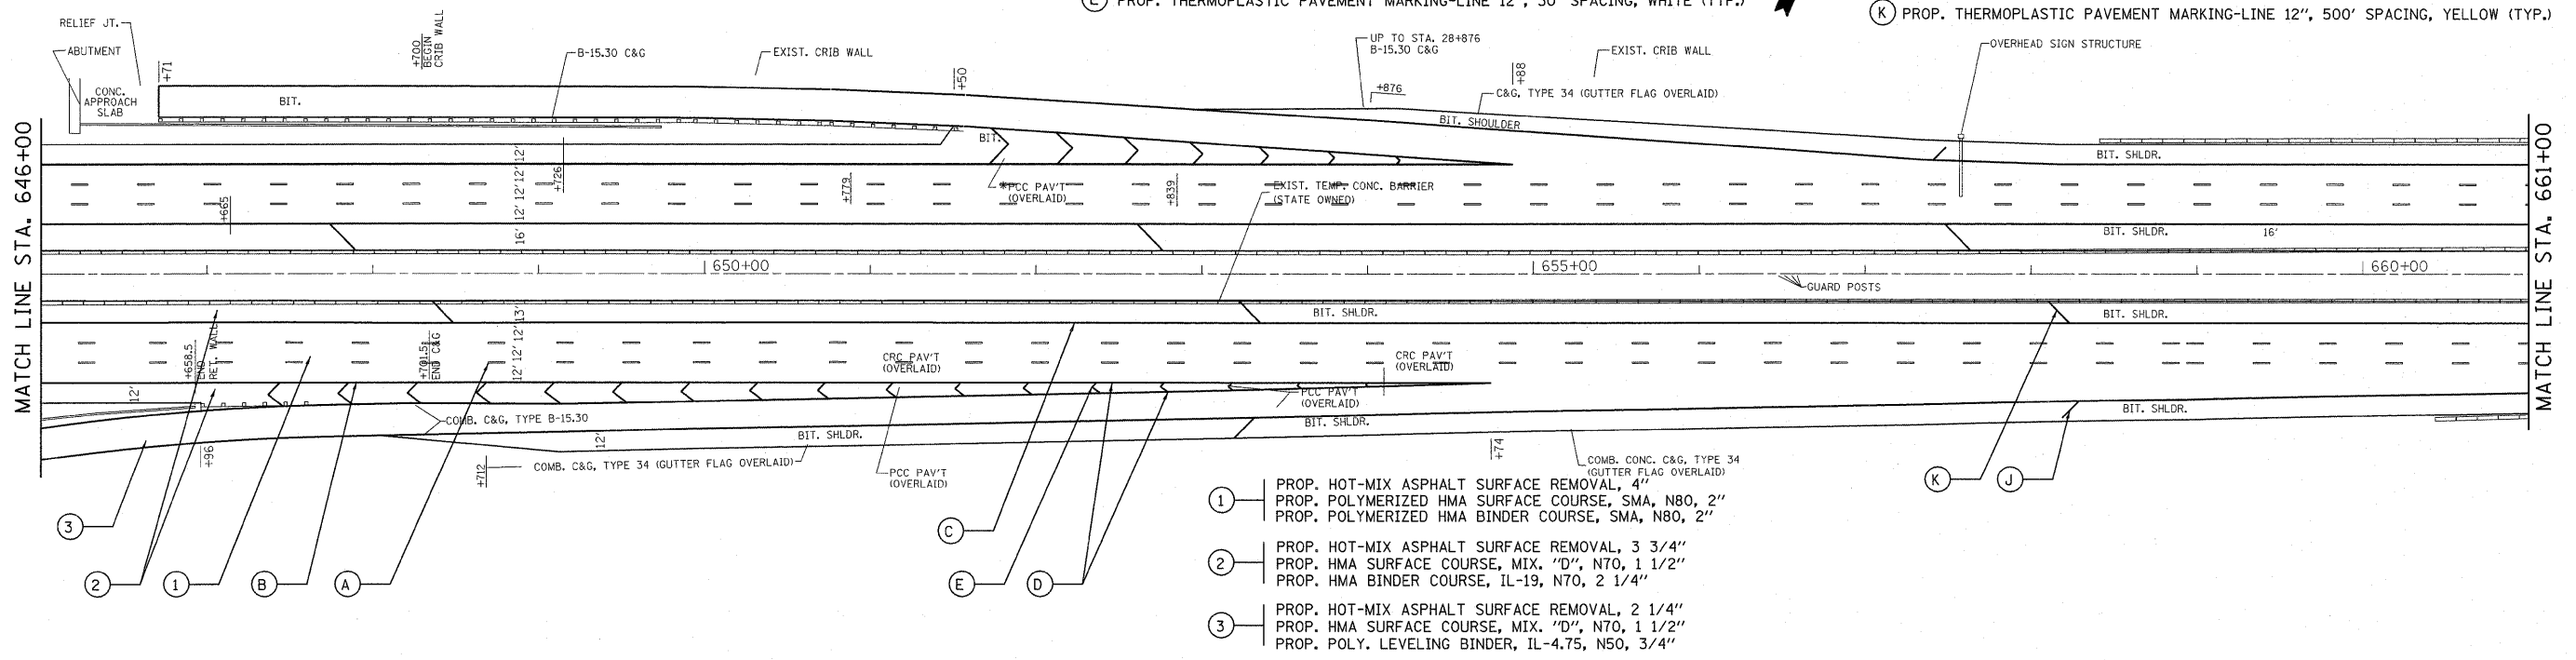 E PROP. THERMOPLASTIC PAVEMENT MARKING-LINE 12", 30' SPACING, WHITE (TYP.)
K PROP. THERMOPLASTIC PAVEMENT MARKING-LINE 12", 500' SPACING, YELLOW (TYP.)
RELIEF JT.
ABUTMENT
CONC.
APPROACH
SLAB
+71
BIT.
+700
BEGIN
CRIB WALL
B-15.30 C&G
EXIST. CRIB WALL
+50
UP TO STA. 28+876
B-15.30 C&G
+876
+88
EXIST. CRIB WALL
C&G, TYPE 34 (GUTTER FLAG OVERLAID)
OVERHEAD SIGN STRUCTURE
BIT. SHOULDER
BIT.
BIT. SHLDR.
MATCH LINE STA. 646+00
MATCH LINE STA. 661+00
+665
16' 12' 12' 12' 12'
+726
+779
*PCC PAV'T
(OVERLAID)
+839
EXIST. TEMP. CONC. BARRIER
(STATE OWNED)
BIT. SHLDR.
16'
650+00
655+00
660+00
GUARD POSTS
BIT. SHLDR.
BIT. SHLDR.
+658.5
END
RET. WALL
+701.5
END C&G
12' 12' 12' 13'
CRC PAV'T
(OVERLAID)
CRC PAV'T
(OVERLAID)
12'
PCC PAV'T
(OVERLAID)
COMB. C&G, TYPE B-15.30
BIT. SHLDR.
BIT. SHLDR.
BIT. SHLDR.
12'
+96
+712
COMB. C&G, TYPE 34 (GUTTER FLAG OVERLAID)
PCC PAV'T
(OVERLAID)
+74
COMB. CONC. C&G, TYPE 34
(GUTTER FLAG OVERLAID)
K
J
3
C
2
1
B
A
E
D
1
PROP. HOT-MIX ASPHALT SURFACE REMOVAL, 4"
PROP. POLYMERIZED HMA SURFACE COURSE, SMA, N80, 2"
PROP. POLYMERIZED HMA BINDER COURSE, SMA, N80, 2"
2
PROP. HOT-MIX ASPHALT SURFACE REMOVAL, 3 3/4"
PROP. HMA SURFACE COURSE, MIX. "D", N70, 1 1/2"
PROP. HMA BINDER COURSE, IL-19, N70, 2 1/4"
3
PROP. HOT-MIX ASPHALT SURFACE REMOVAL, 2 1/4"
PROP. HMA SURFACE COURSE, MIX. "D", N70, 1 1/2"
PROP. POLY. LEVELING BINDER, IL-4.75, N50, 3/4"